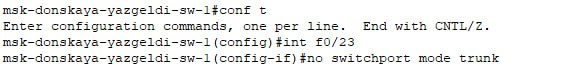 msk-donskaya-yazgeldi-sw-1#conf t
Enter configuration commands, one per line.  End with CNTL/Z.
msk-donskaya-yazgeldi-sw-1(config)#int f0/23
msk-donskaya-yazgeldi-sw-1(config-if)#no switchport mode trunk